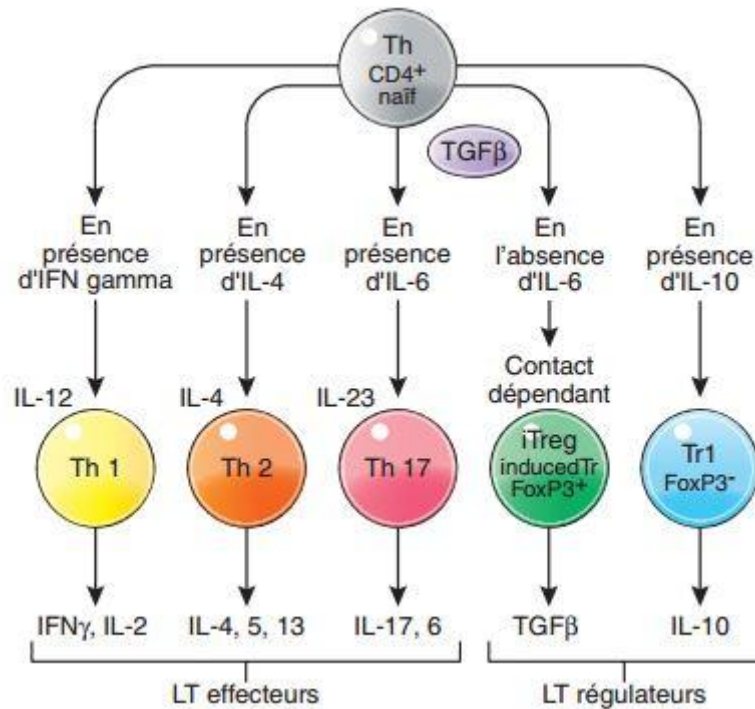 Th
CD4+
naïf
TGFβ
En
présence
d'IFN gamma
En
présence
d'IL-4
En
présence
d'IL-6
En
l'absence
d'IL-6
En
présence
d'IL-10
Contact
dépendant
IL-12
Th 1
IL-4
Th 2
IL-23
Th 17
iTreg
inducedTr
FoxP3+
Tr1
FoxP3-
IFNγ, IL-2
IL-4, 5, 13
IL-17, 6
TGFβ
IL-10
LT effecteurs
LT régulateurs